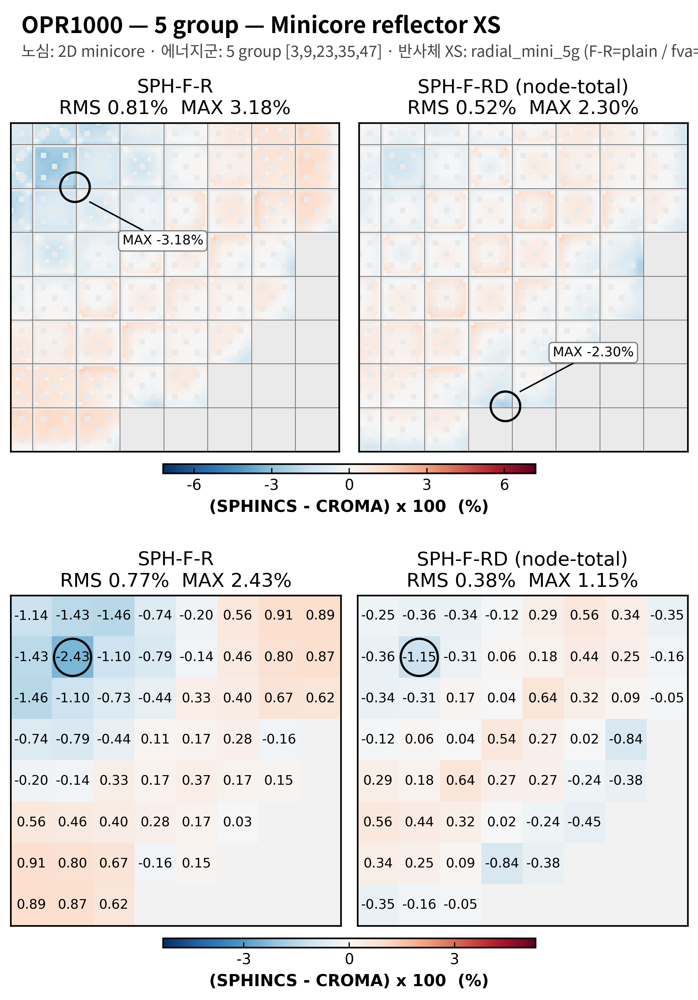 OPR1000 — 5 group — Minicore reflector XS
노심: 2D minicore · 에너지군: 5 group [3,9,23,35,47] · 반사체 XS: radial_mini_5g (F-R=plain / fva=
SPH-F-R
RMS 0.81% MAX 3.18%
SPH-F-RD (node-total)
RMS 0.52% MAX 2.30%
MAX -3.18%
MAX -2.30%
-6 -3 0 3 6
(SPHINCS - CROMA) x 100 (%)
SPH-F-R
RMS 0.77% MAX 2.43%
-1.14 -1.43 -1.46 -0.74 -0.20 0.56 0.91 0.89
-1.43 -2.43 -1.10 -0.79 -0.14 0.46 0.80 0.87
-1.46 -1.10 -0.73 -0.44 0.33 0.40 0.67 0.62
-0.74 -0.79 -0.44 0.11 0.17 0.28 -0.16
-0.20 -0.14 0.33 0.17 0.37 0.17 0.15
0.56 0.46 0.40 0.28 0.17 0.03
0.91 0.80 0.67 -0.16 0.15
0.89 0.87 0.62
SPH-F-RD (node-total)
RMS 0.38% MAX 1.15%
-0.25 -0.36 -0.34 -0.12 0.29 0.56 0.34 -0.35
-0.36 -1.15 -0.31 0.06 0.18 0.44 0.25 -0.16
-0.34 -0.31 0.17 0.04 0.64 0.32 0.09 -0.05
-0.12 0.06 0.04 0.54 0.27 0.02 -0.84
0.29 0.18 0.64 0.27 0.27 -0.24 -0.38
0.56 0.44 0.32 0.02 -0.24 -0.45
0.34 0.25 0.09 -0.84 -0.38
-0.35 -0.16 -0.05
-3 0 3
(SPHINCS - CROMA) x 100 (%)